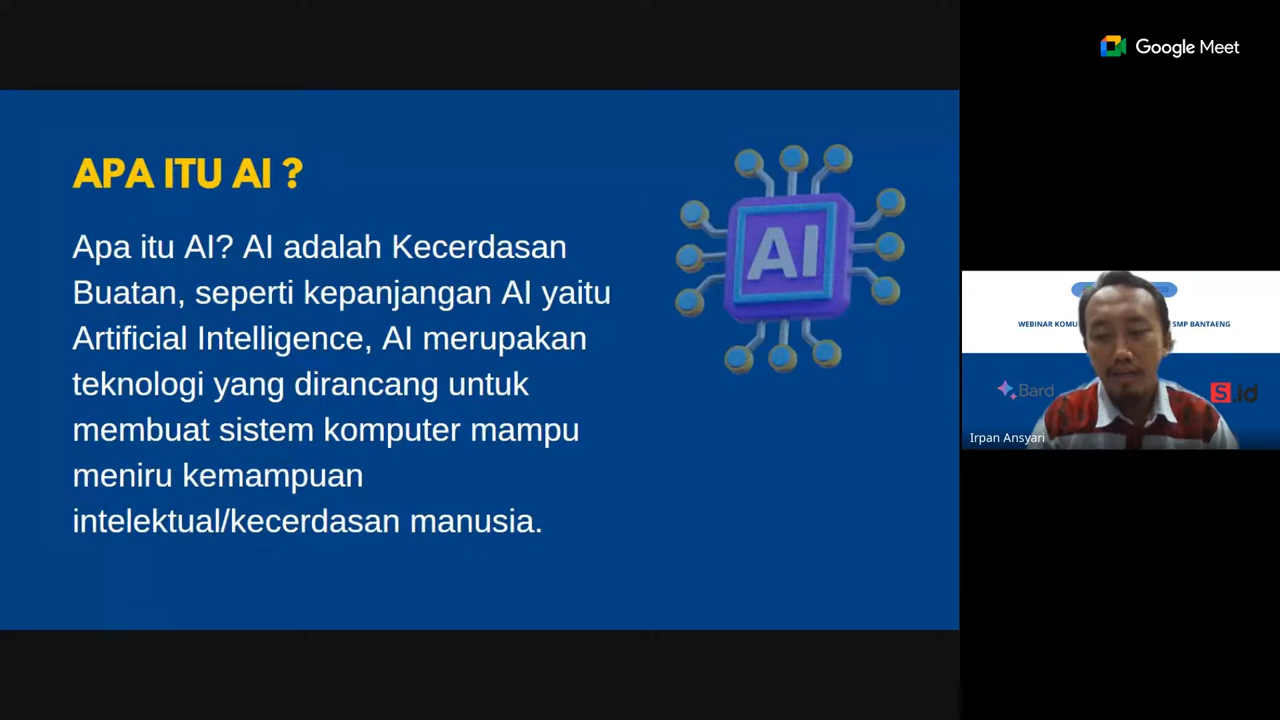 Google Meet
APA ITU AI ?
Apa itu AI? AI adalah Kecerdasan
Buatan, seperti kepanjangan AI yaitu
Artificial Intelligence, AI merupakan
teknologi yang dirancang untuk
membuat sistem komputer mampu
meniru kemampuan
intelektual/kecerdasan manusia.
AI
WEBINAR KOMU SMP BANTAENG
Bard
S.id
Irpan Ansyari